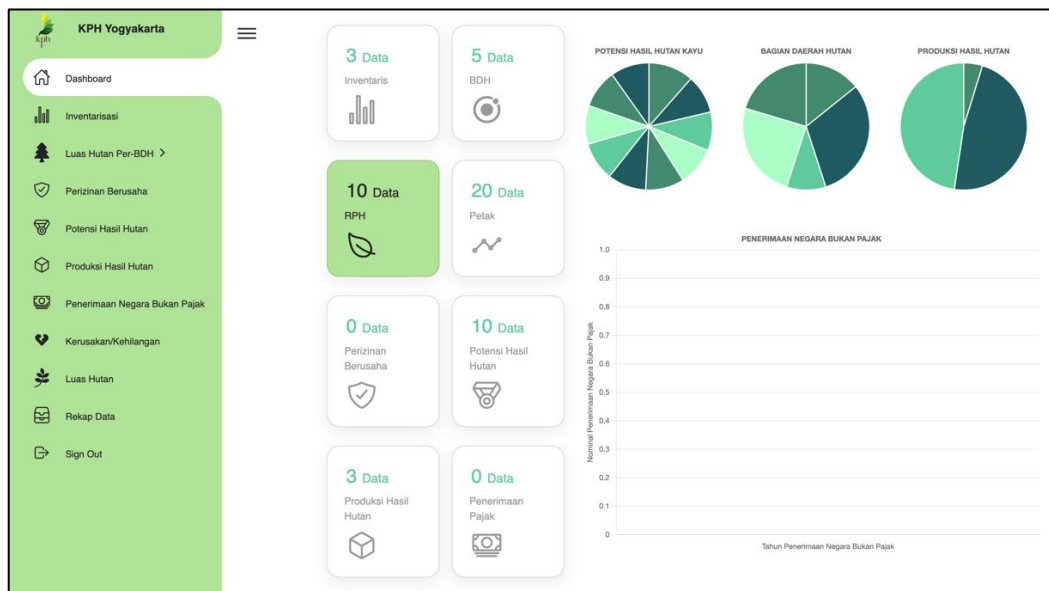 kph
KPH Yogyakarta
Dashboard
Inventarisasi
Luas Hutan Per-BDH >
Perizinan Berusaha
Potensi Hasil Hutan
Produksi Hasil Hutan
Penerimaan Negara Bukan Pajak
Kerusakan/Kehilangan
Luas Hutan
Rekap Data
Sign Out
3 Data
Inventaris
5 Data
BDH
10 Data
RPH
20 Data
Petak
0 Data
Perizinan
Berusaha
10 Data
Potensi Hasil
Hutan
3 Data
Produksi Hasil
Hutan
0 Data
Penerimaan
Pajak
POTENSI HASIL HUTAN KAYU
BAGIAN DAERAH HUTAN
PRODUKSI HASIL HUTAN
PENERIMAAN NEGARA BUKAN PAJAK
Nominal Penerimaan Negara Bukan Pajak
1.0
0.9
0.8
0.7
0.6
0.5
0.4
0.3
0.2
0.1
0
Tahun Penerimaan Negara Bukan Pajak